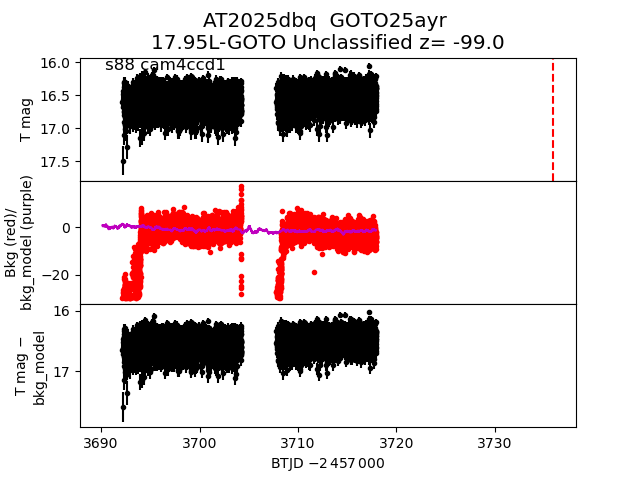 AT2025dbq  GOTO25ayr
17.95L-GOTO Unclassified z= -99.0
s88 cam4ccd1
16.0
16.5
17.0
17.5
T mag
0
−20
Bkg (red)/
bkg_model (purple)
16
17
T mag −
bkg_model
3690
3700
3710
3720
3730
BTJD −2 457 000